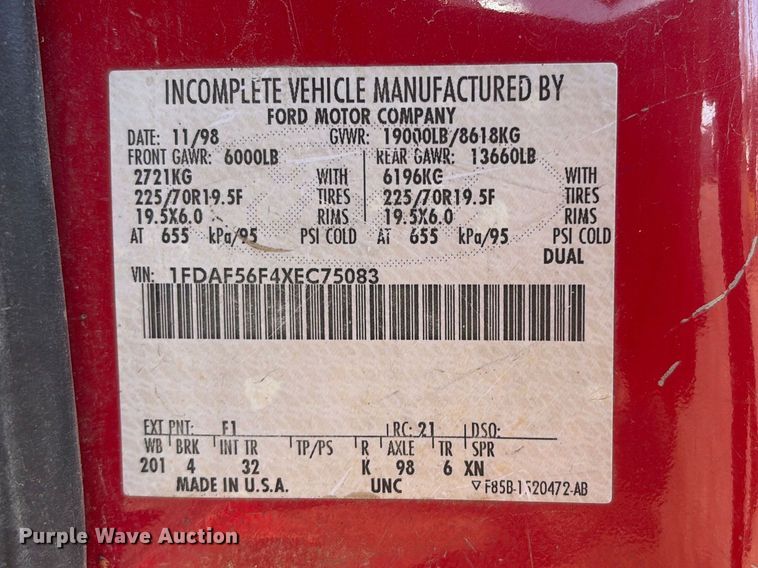 INCOMPLETE VEHICLE MANUFACTURED BY
FORD MOTOR COMPANY
DATE: 11/98 GVWR: 19000LB/8618KG
FRONT GAWR: 6000LB REAR GAWR: 13660LB
2721KG WITH 6196KG WITH
225/70R19.5F TIRES 225/70R19.5F TIRES
19.5X6.0 RIMS 19.5X6.0 RIMS
AT 655 kPa/95 PSI COLD AT 655 kPa/95 PSI COLD
DUAL
VIN: 1FDAF56F4XEC75083
EXT PNT: F1 RC: 21 DSO:
WB BRK INT TR TP/PS R AXLE TR SPR
201 4 32 K 98 6 XN
MADE IN U.S.A. UNC ▽F85B-1520472-AB
Purple Wave Auction